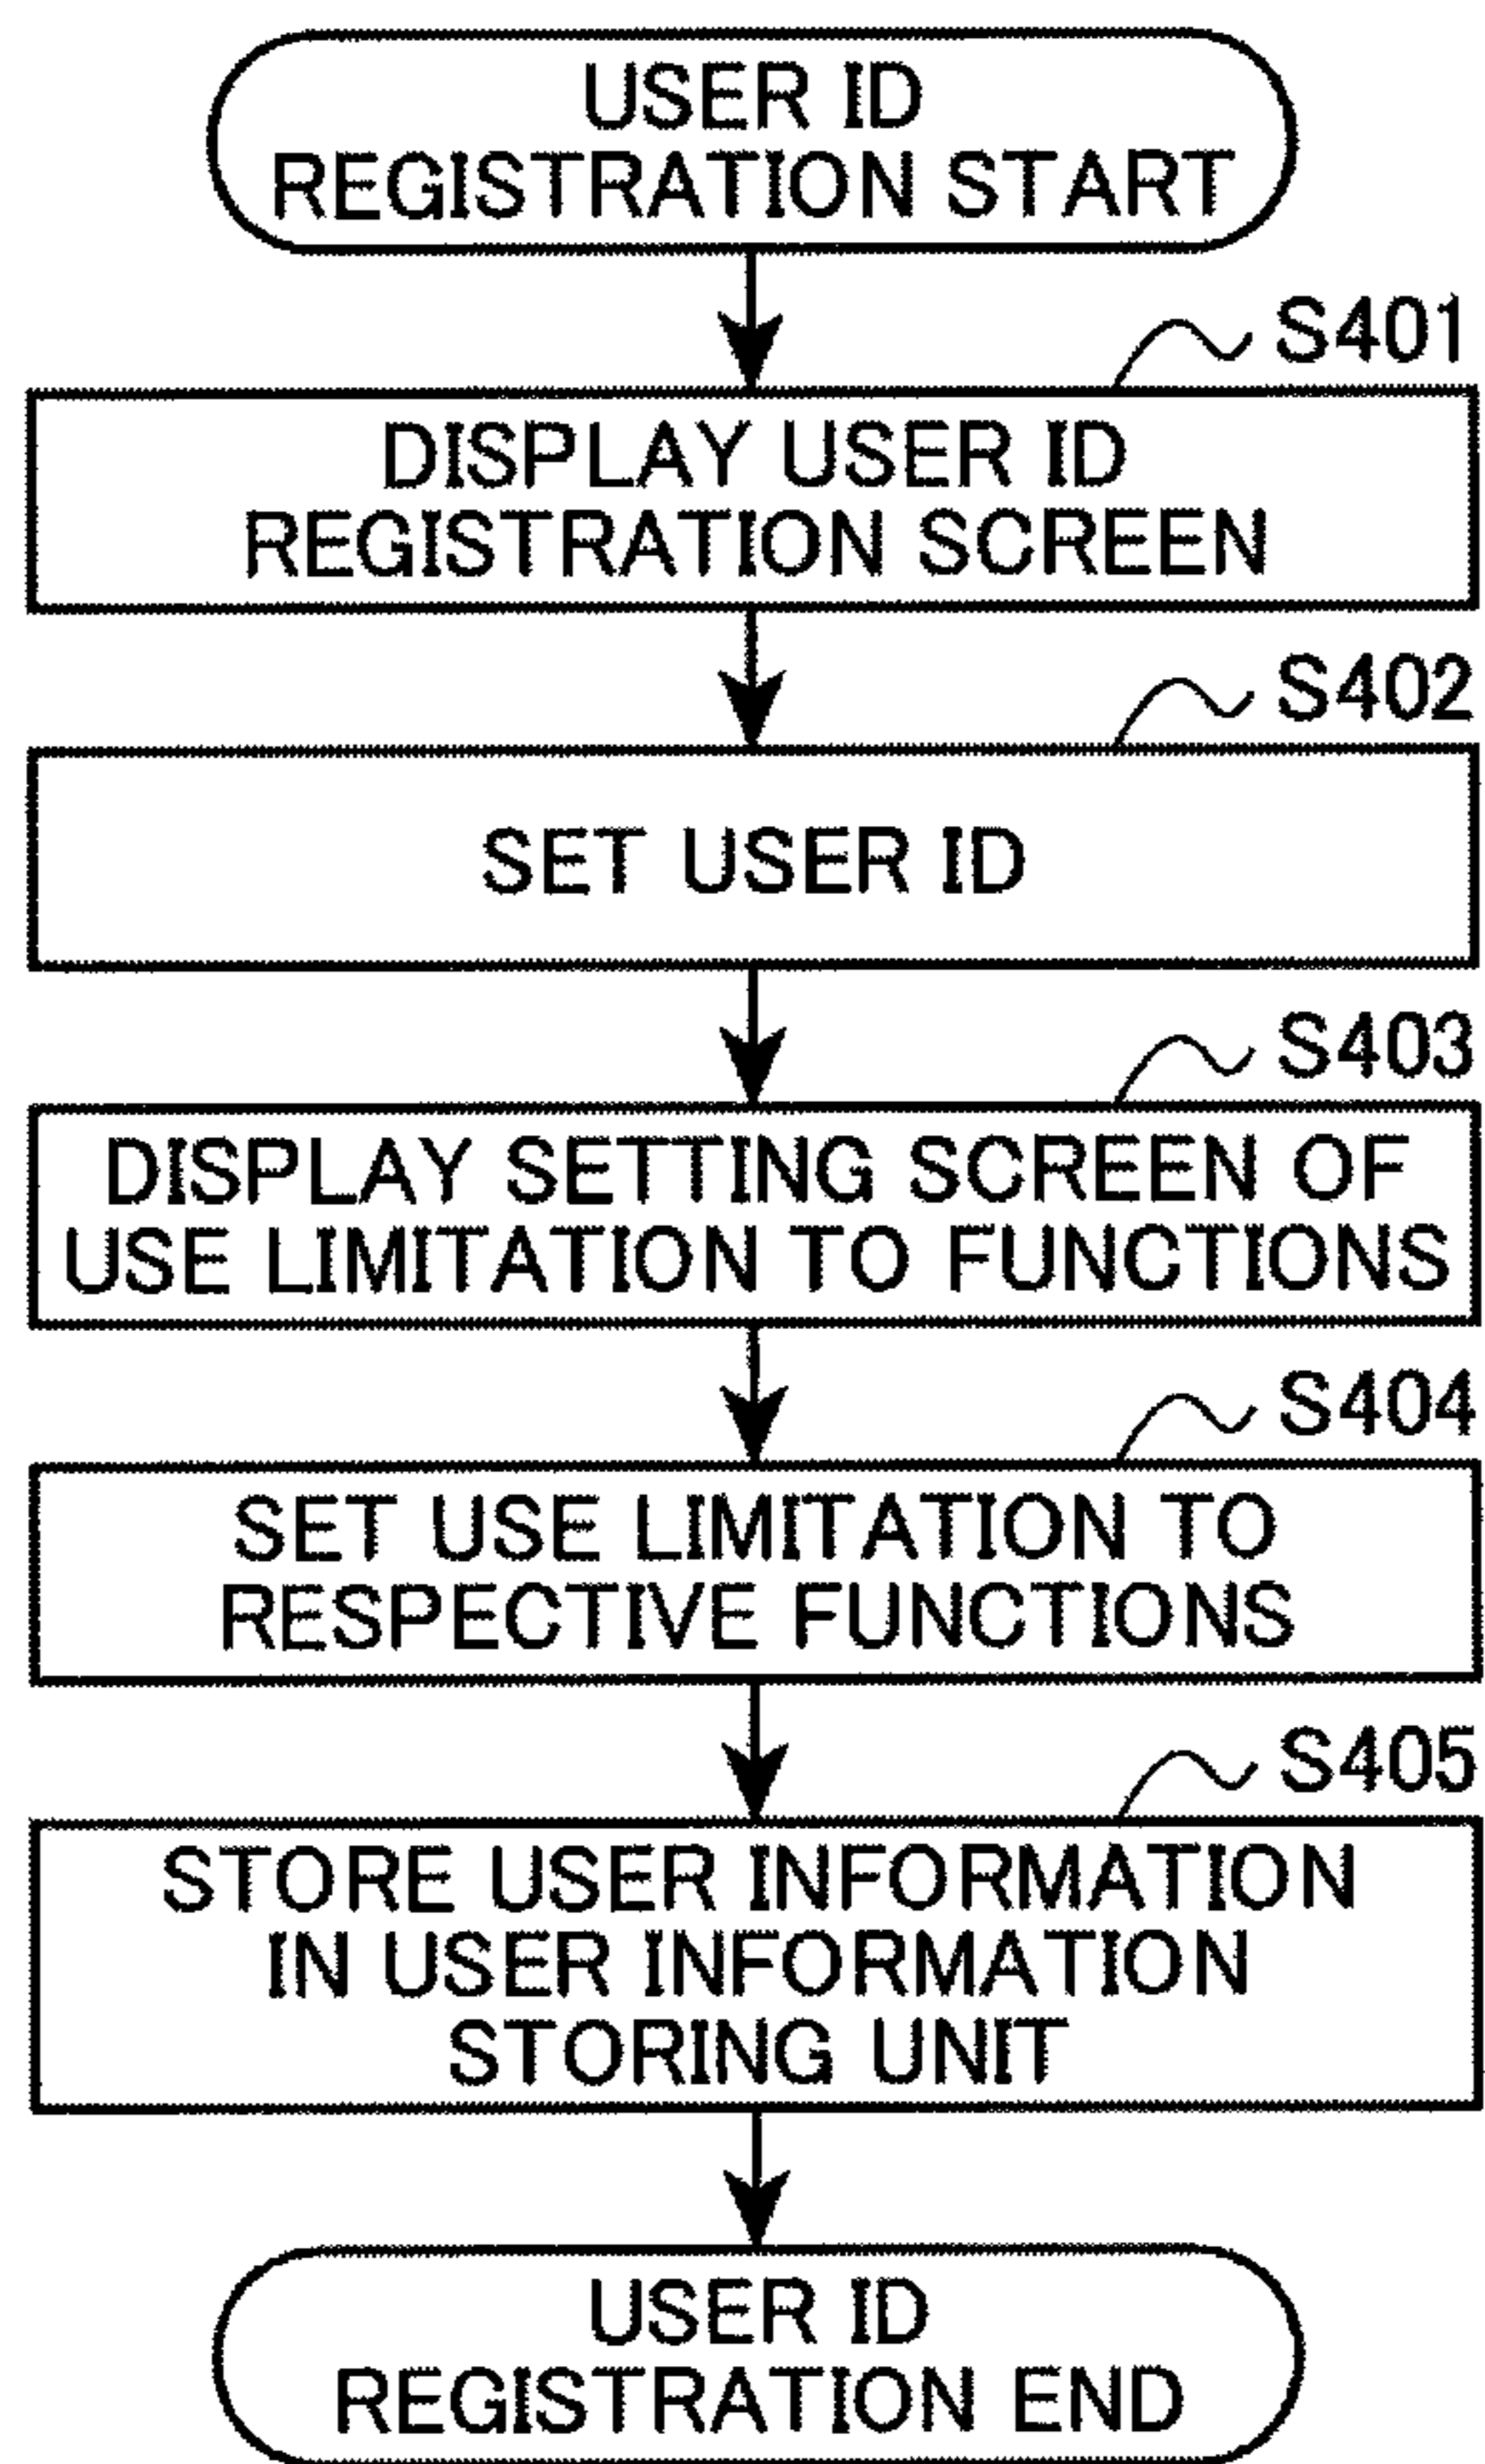 USER ID
REGISTRATION START
S401
DISPLAY USER ID
REGISTRATION SCREEN
S402
SET USER ID
S403
DISPLAY SETTING SCREEN OF
USE LIMITATION TO FUNCTIONS
S404
SET USE LIMITATION TO
RESPECTIVE FUNCTIONS
S405
STORE USER INFORMATION
IN USER INFORMATION
STORING UNIT
USER ID
REGISTRATION END